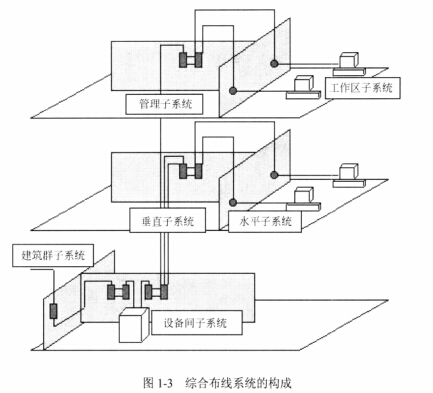 管理子系统
工作区子系统
垂直子系统
水平子系统
建筑群子系统
设备间子系统
图 1-3 综合布线系统的构成